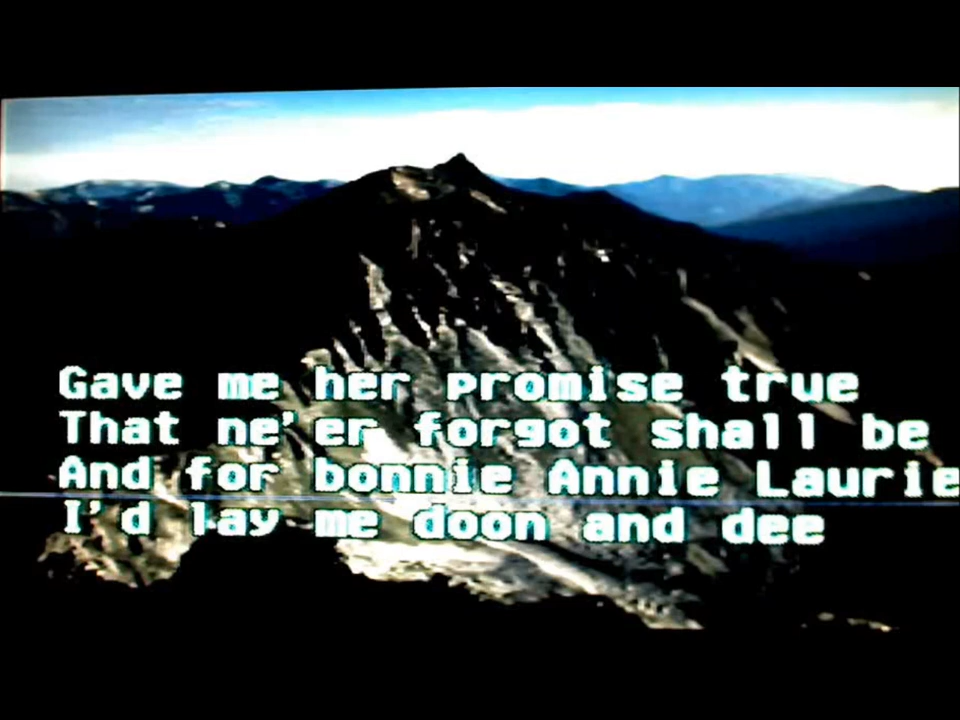 Gave me her promise true
That ne'er forgot shall be
And for bonnie Annie Laurie
I'd lay me doon and dee